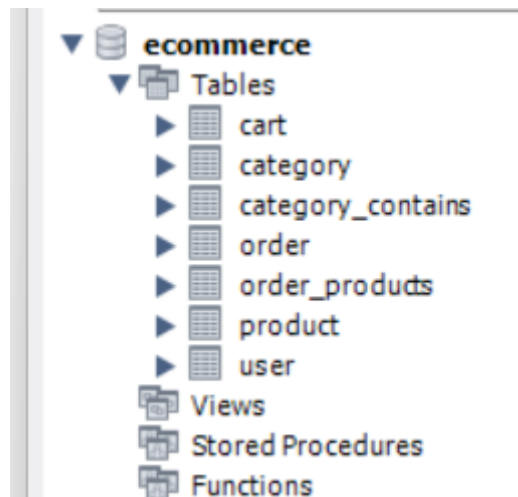 ecommerce
Tables
cart
category
category_contains
order
order_products
product
user
Views
Stored Procedures
Functions